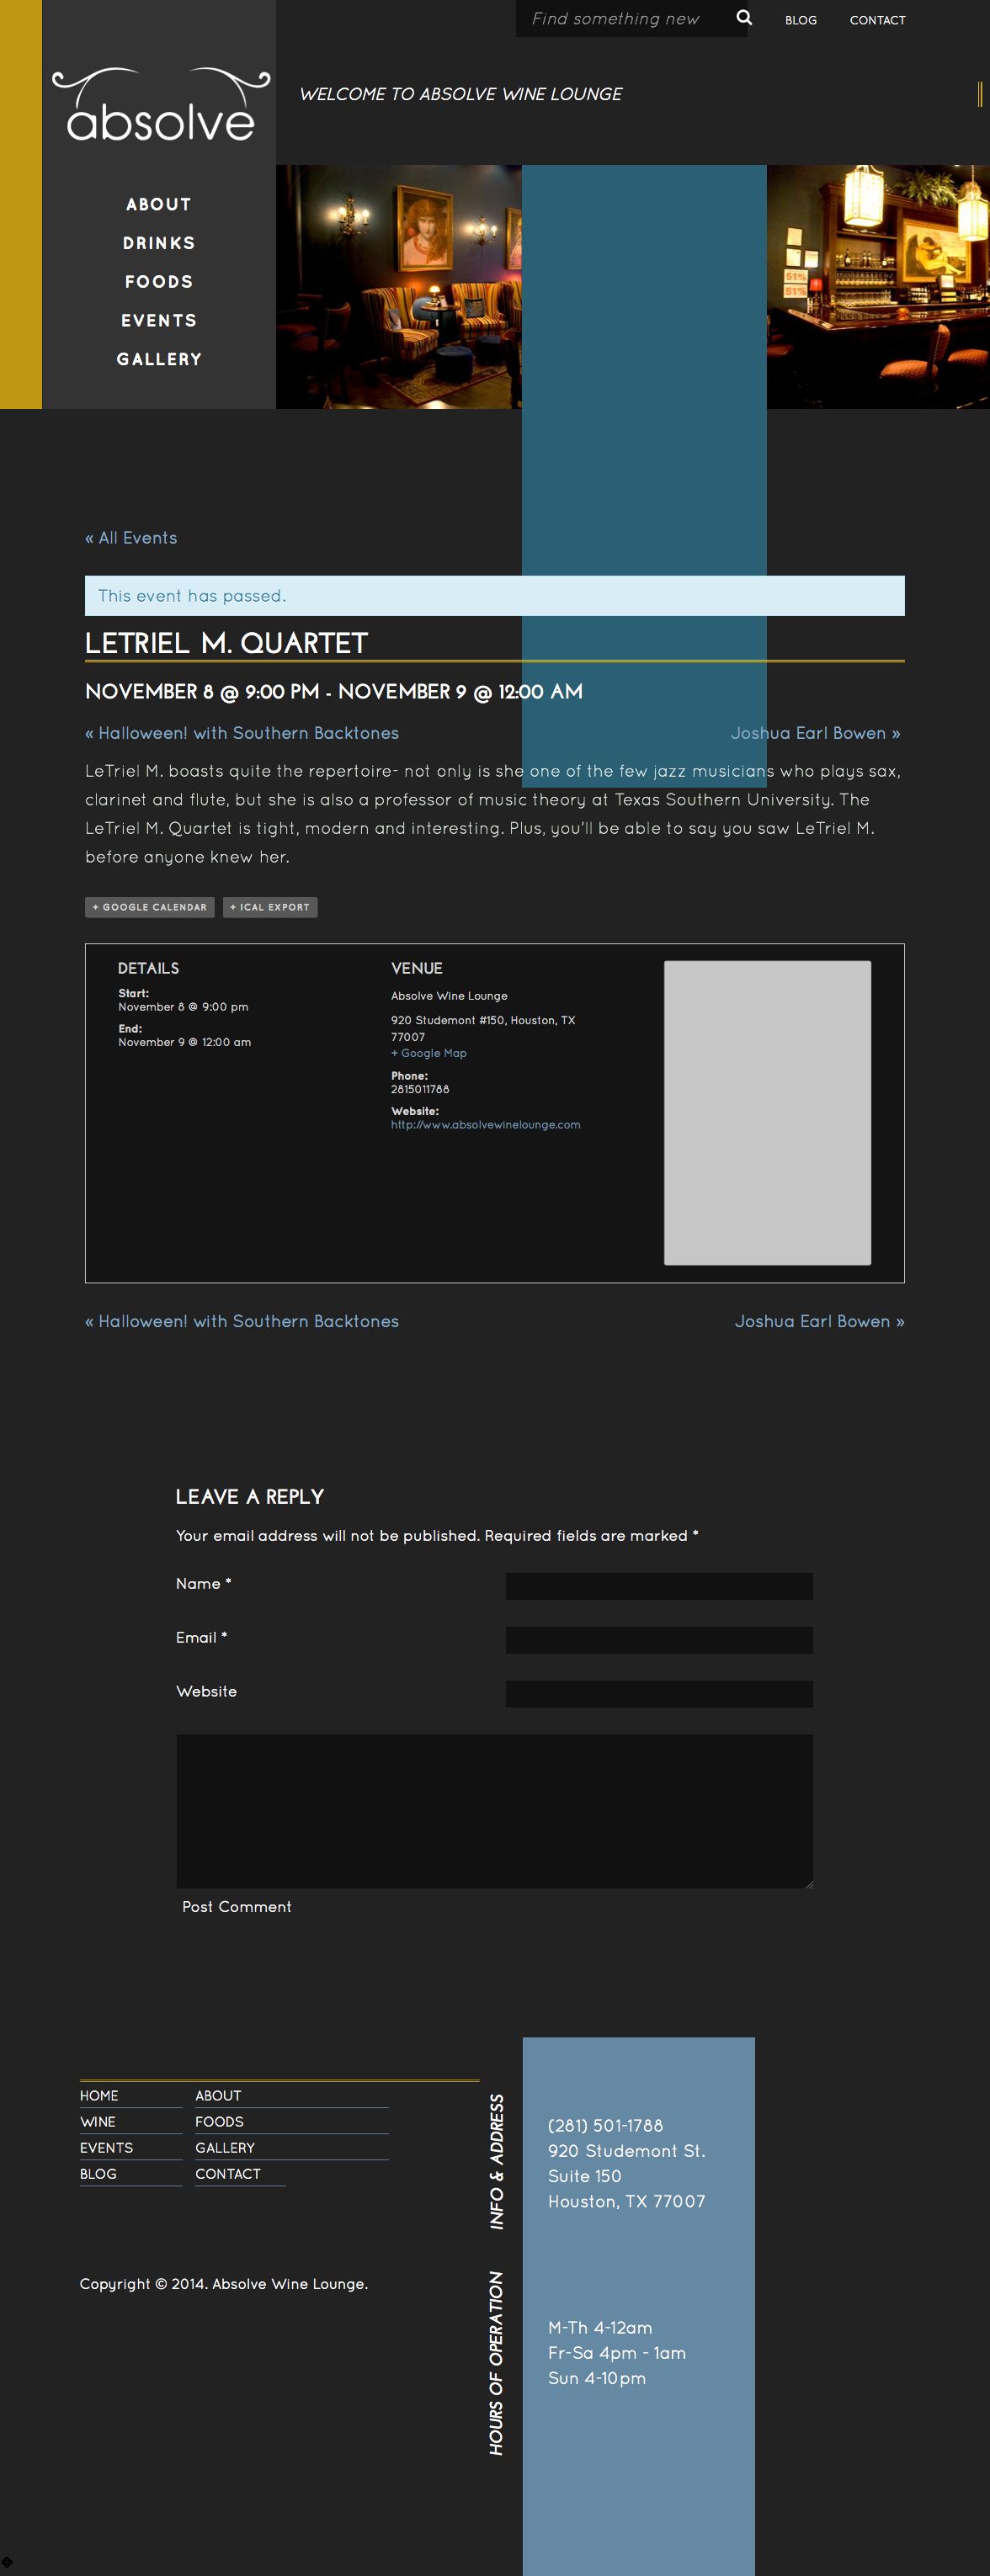 Find something new
BLOG
CONTACT
absolve
WELCOME TO ABSOLVE WINE LOUNGE
ABOUT
DRINKS
FOODS
EVENTS
GALLERY
51%
51%
« All Events
This event has passed.
LETRIEL M. QUARTET
NOVEMBER 8 @ 9:00 PM - NOVEMBER 9 @ 12:00 AM
« Halloween! with Southern Backtones
Joshua Earl Bowen »
LeTriel M. boasts quite the repertoire- not only is she one of the few jazz musicians who plays sax,
clarinet and flute, but she is also a professor of music theory at Texas Southern University. The
LeTriel M. Quartet is tight, modern and interesting. Plus, you'll be able to say you saw LeTriel M.
before anyone knew her.
+ GOOGLE CALENDAR
+ ICAL EXPORT
DETAILS
Start:
November 8 @ 9:00 pm
End:
November 9 @ 12:00 am
VENUE
Absolve Wine Lounge
920 Studemont #150, Houston, TX
77007
+ Google Map
Phone:
2815011788
Website:
http://www.absolvewinelounge.com
« Halloween! with Southern Backtones
Joshua Earl Bowen »
LEAVE A REPLY
Your email address will not be published. Required fields are marked *
Name *
Email *
Website
Post Comment
HOME
ABOUT
WINE
FOODS
EVENTS
GALLERY
BLOG
CONTACT
Copyright © 2014. Absolve Wine Lounge.
INFO & ADDRESS
(281) 501-1788
920 Studemont St.
Suite 150
Houston, TX 77007
HOURS OF OPERATION
M-Th 4-12am
Fr-Sa 4pm - 1am
Sun 4-10pm